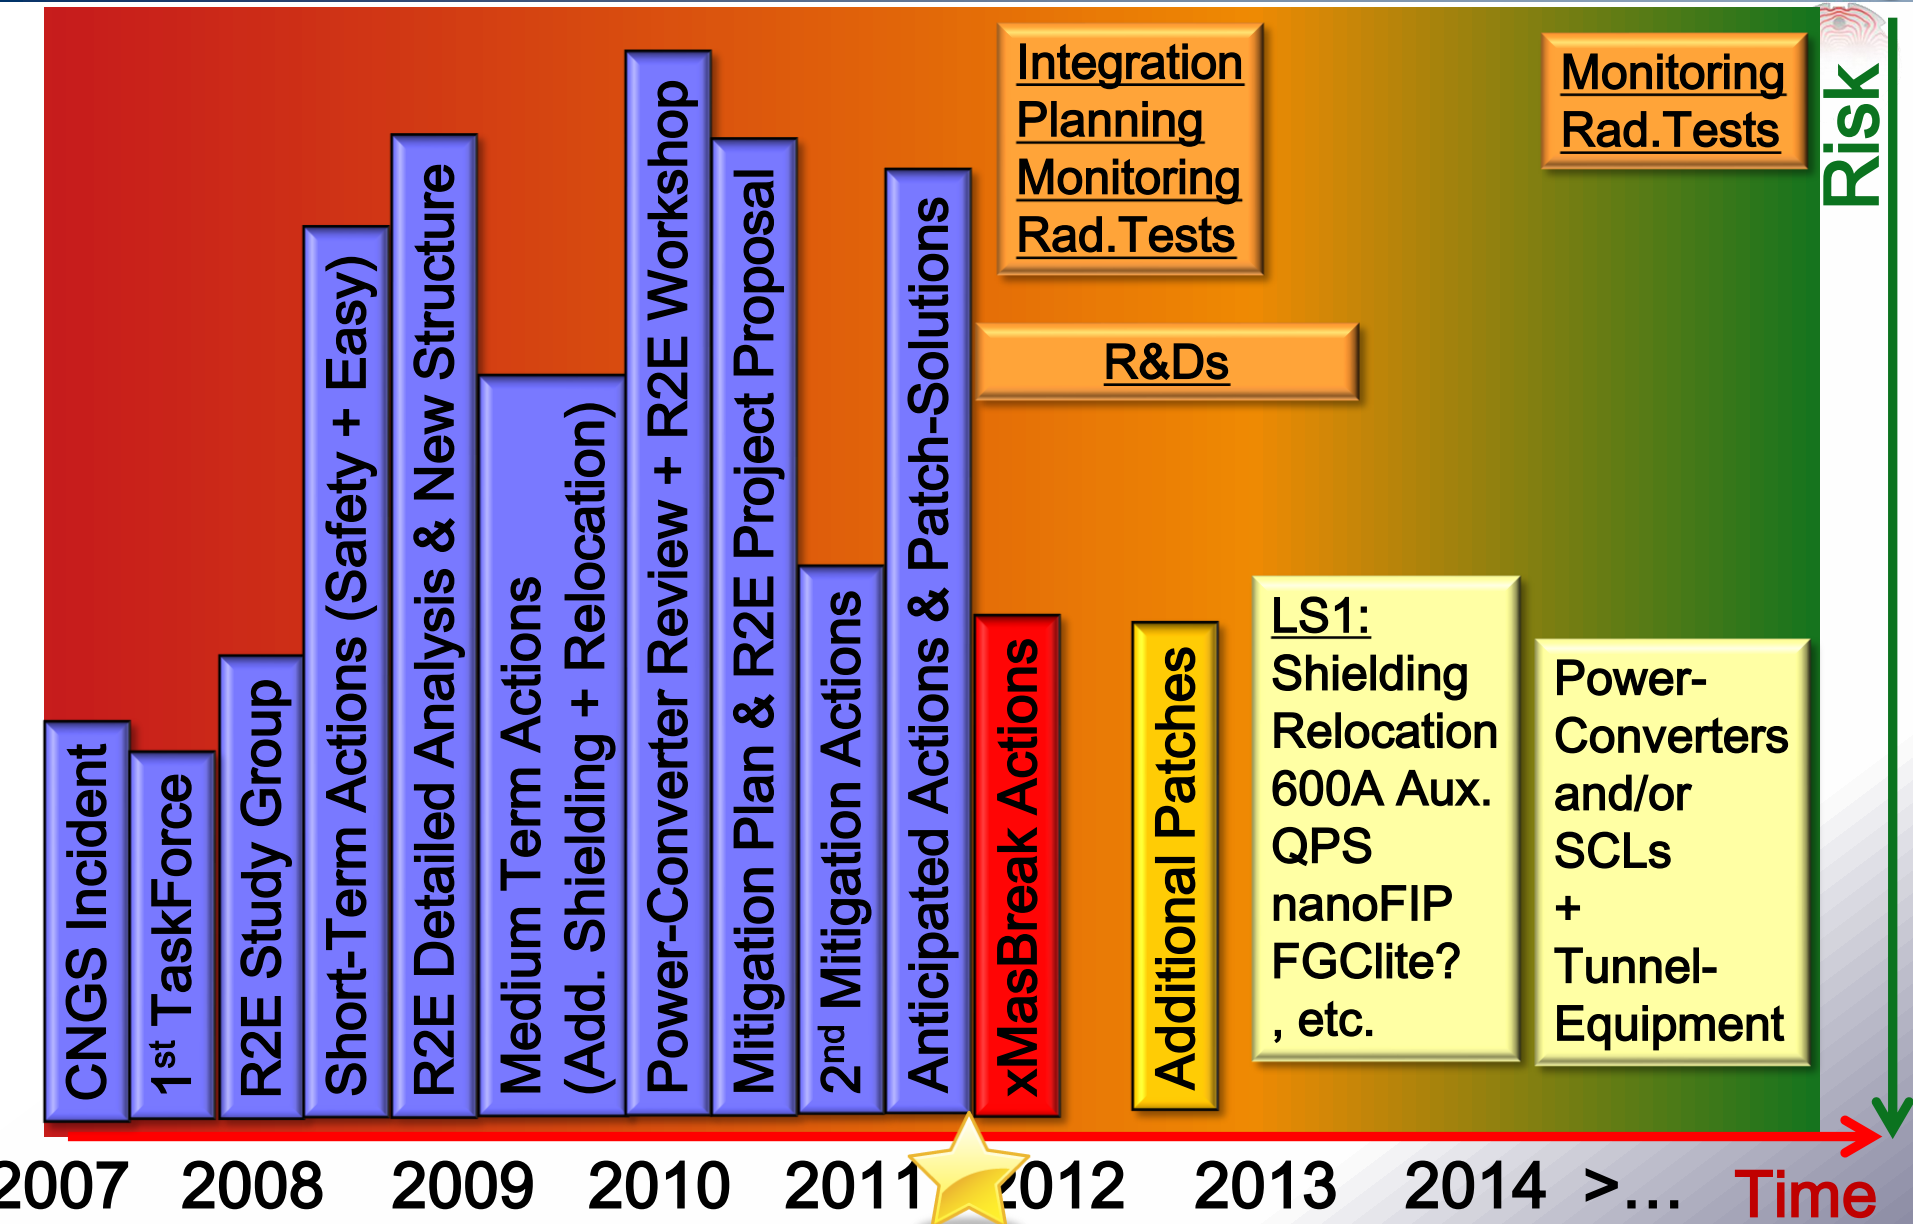 CNGS Incident
1st TaskForce
R2E Study Group
Short-Term Actions (Safety + Easy)
R2E Detailed Analysis & New Structure
Medium Term Actions
(Add. Shielding + Relocation)
Power-Converter Review + R2E Workshop
Mitigation Plan & R2E Project Proposal
2nd Mitigation Actions
Anticipated Actions & Patch-Solutions
xMasBreak Actions
Additional Patches
Integration
Planning
Monitoring
Rad.Tests
R&Ds
Monitoring
Rad.Tests
Risk
LS1:
Shielding
Relocation
600A Aux.
QPS
nanoFIP
FGClite?
, etc.
Power-
Converters
and/or
SCLs
+
Tunnel-
Equipment
2007 2008 2009 2010 2011 2012 2013 2014 >...
Time